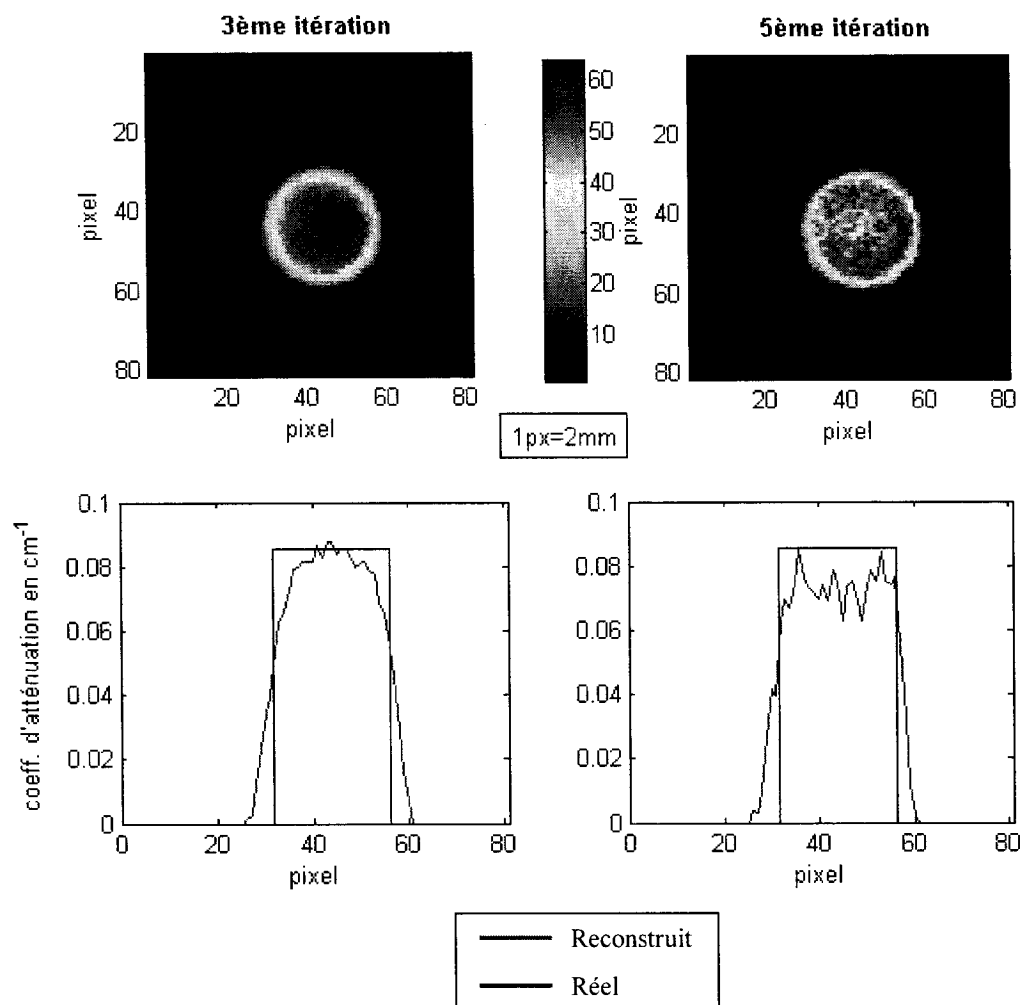 3ème itération
5ème itération
pixel
20
40
60
80
20 40 60 80
pixel
60
50
40
30
20
10
1px=2mm
pixel
20
40
60
80
20 40 60 80
pixel
coeff. d'atténuation en cm-1
0.1
0.08
0.06
0.04
0.02
0
0 20 40 60 80
pixel
0.1
0.08
0.06
0.04
0.02
0
0 20 40 60 80
pixel
Reconstruit
Réel